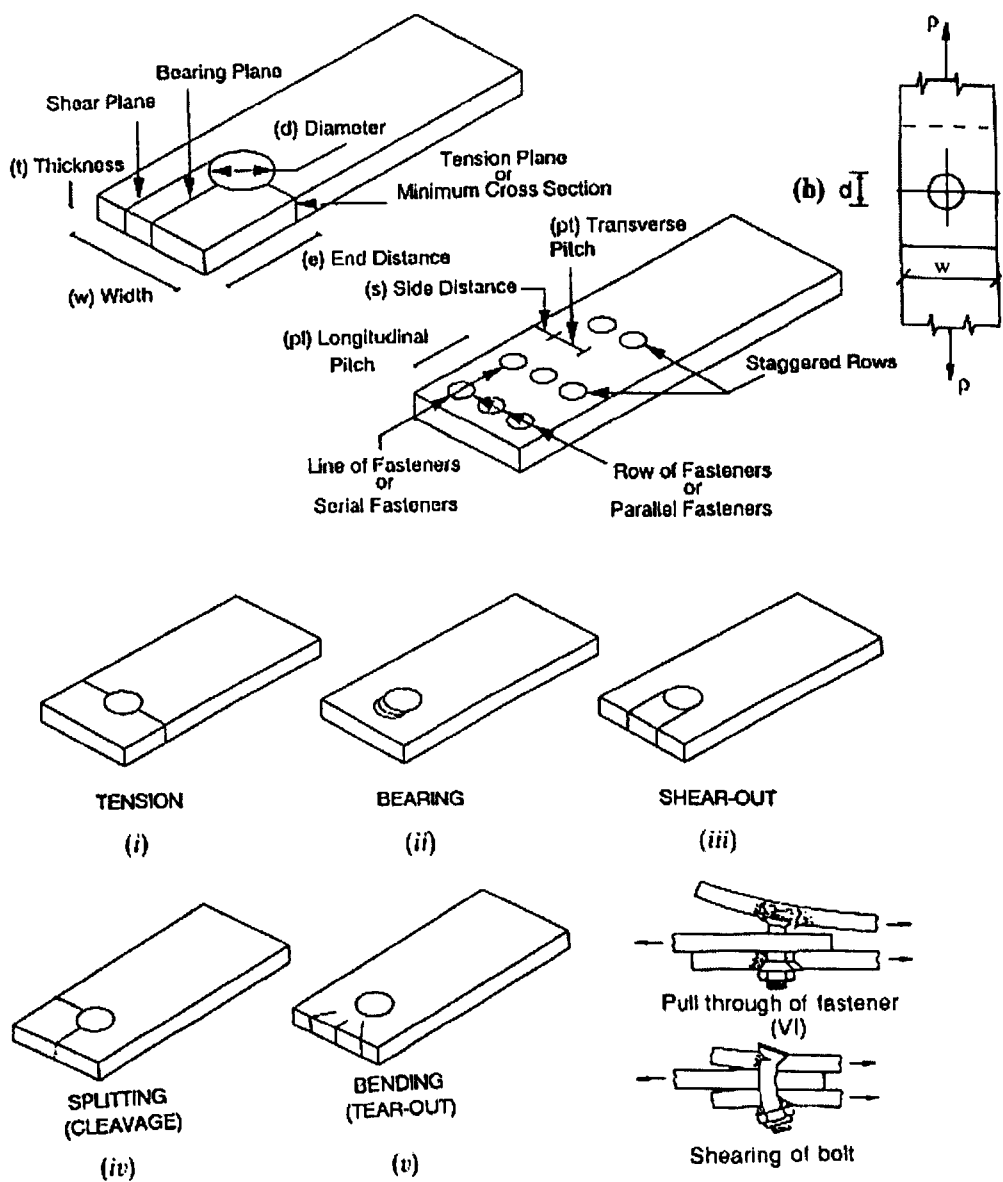 Bearing Plane
Shear Plane
(d) Diameter
(t) Thickness
Tension Plane
or
Minimum Cross Section
(e) End Distance
(w) Width
P
(b) d
w
P
(pt) Transverse
Pitch
(s) Side Distance
(pl) Longitudinal
Pitch
Staggered Rows
Line of Fasteners
or
Serial Fasteners
Row of Fasteners
or
Parallel Fasteners
TENSION
(i)
BEARING
(ii)
SHEAR-OUT
(iii)
SPLITTING
(CLEAVAGE)
(iv)
BENDING
(TEAR-OUT)
(v)
Pull through of fastener
(VI)
Shearing of bolt